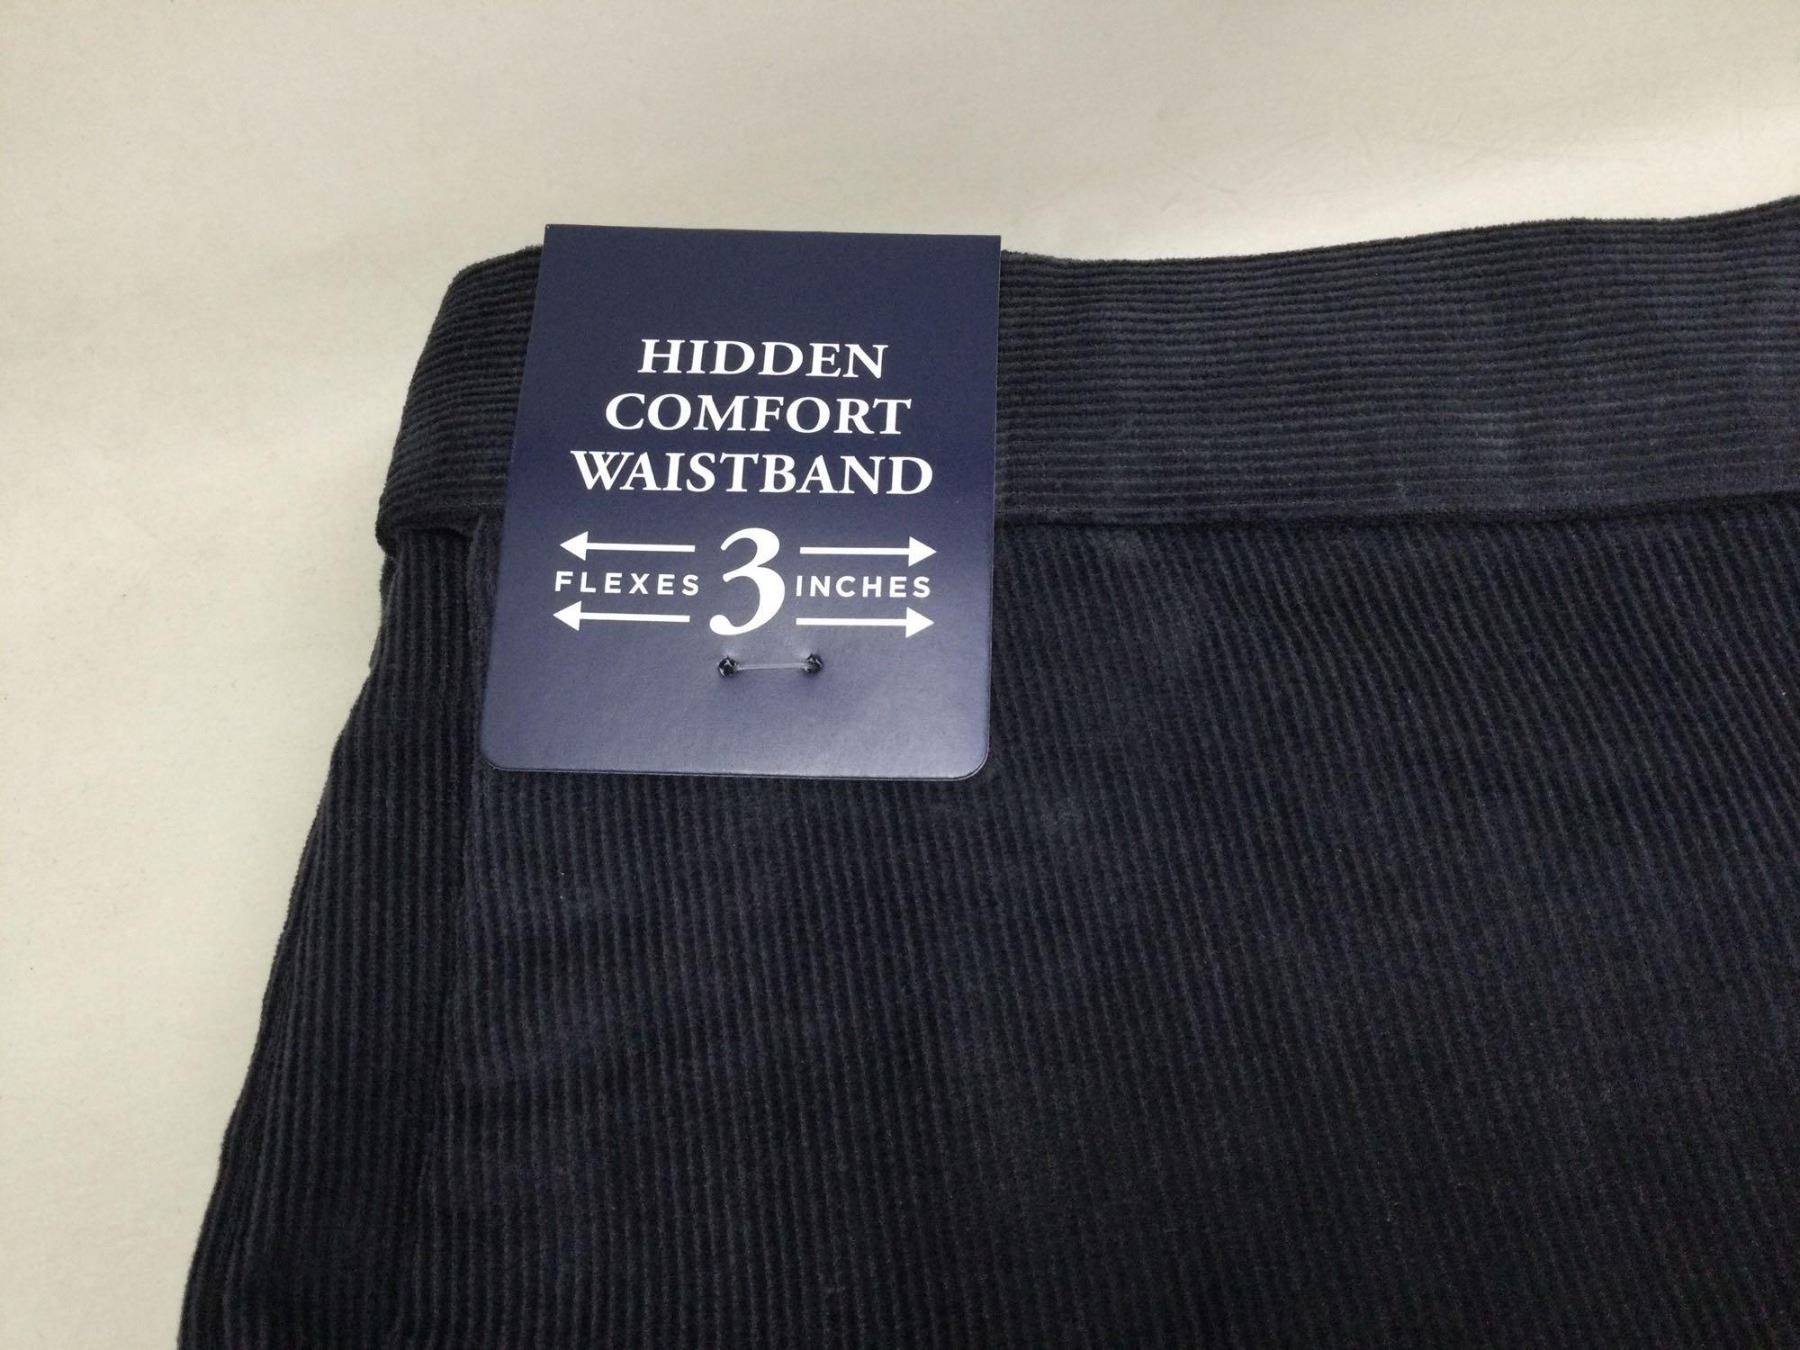 HIDDEN
COMFORT
WAISTBAND
FLEXES 3 INCHES